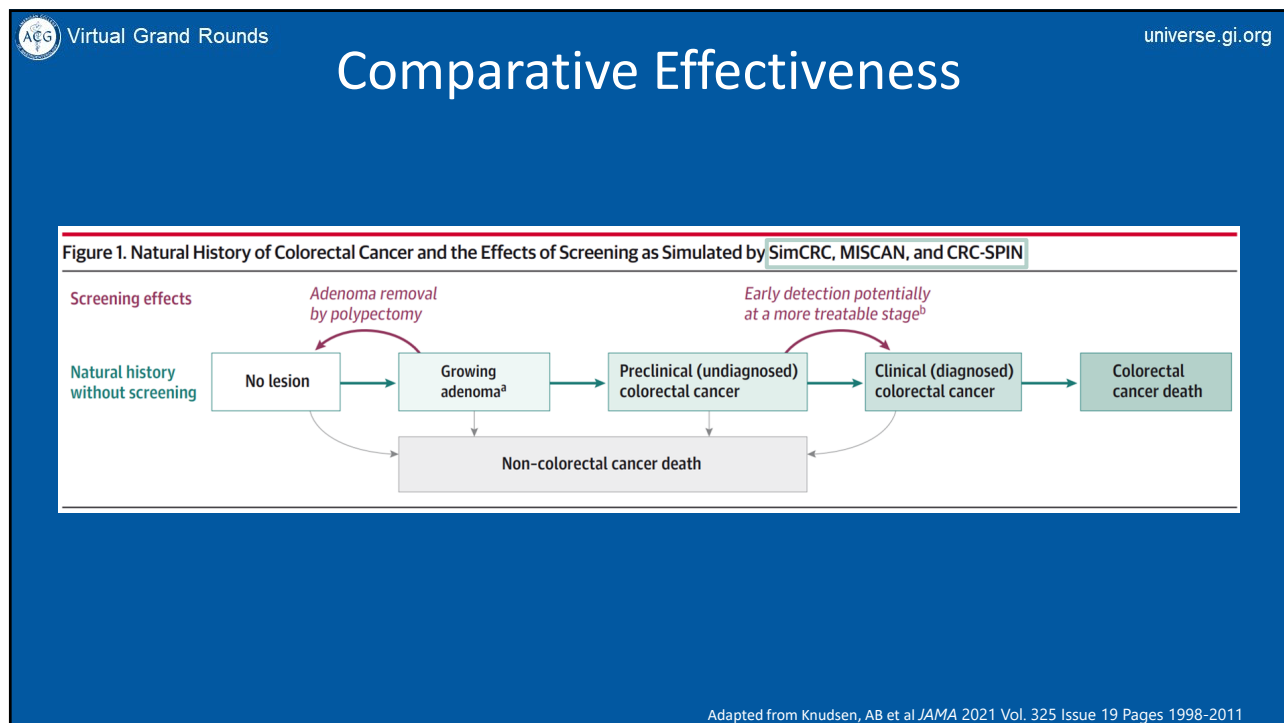 ACG
Virtual Grand Rounds
universe.gi.org
Comparative Effectiveness
Figure 1. Natural History of Colorectal Cancer and the Effects of Screening as Simulated by SimCRC, MISCAN, and CRC-SPIN
Screening effects
Adenoma removal
by polypectomy
Early detection potentially
at a more treatable stageᵇ
Natural history
without screening
No lesion
Growing
adenomaᵃ
Preclinical (undiagnosed)
colorectal cancer
Clinical (diagnosed)
colorectal cancer
Colorectal
cancer death
Non-colorectal cancer death
Adapted from Knudsen, AB et al JAMA 2021 Vol. 325 Issue 19 Pages 1998-2011